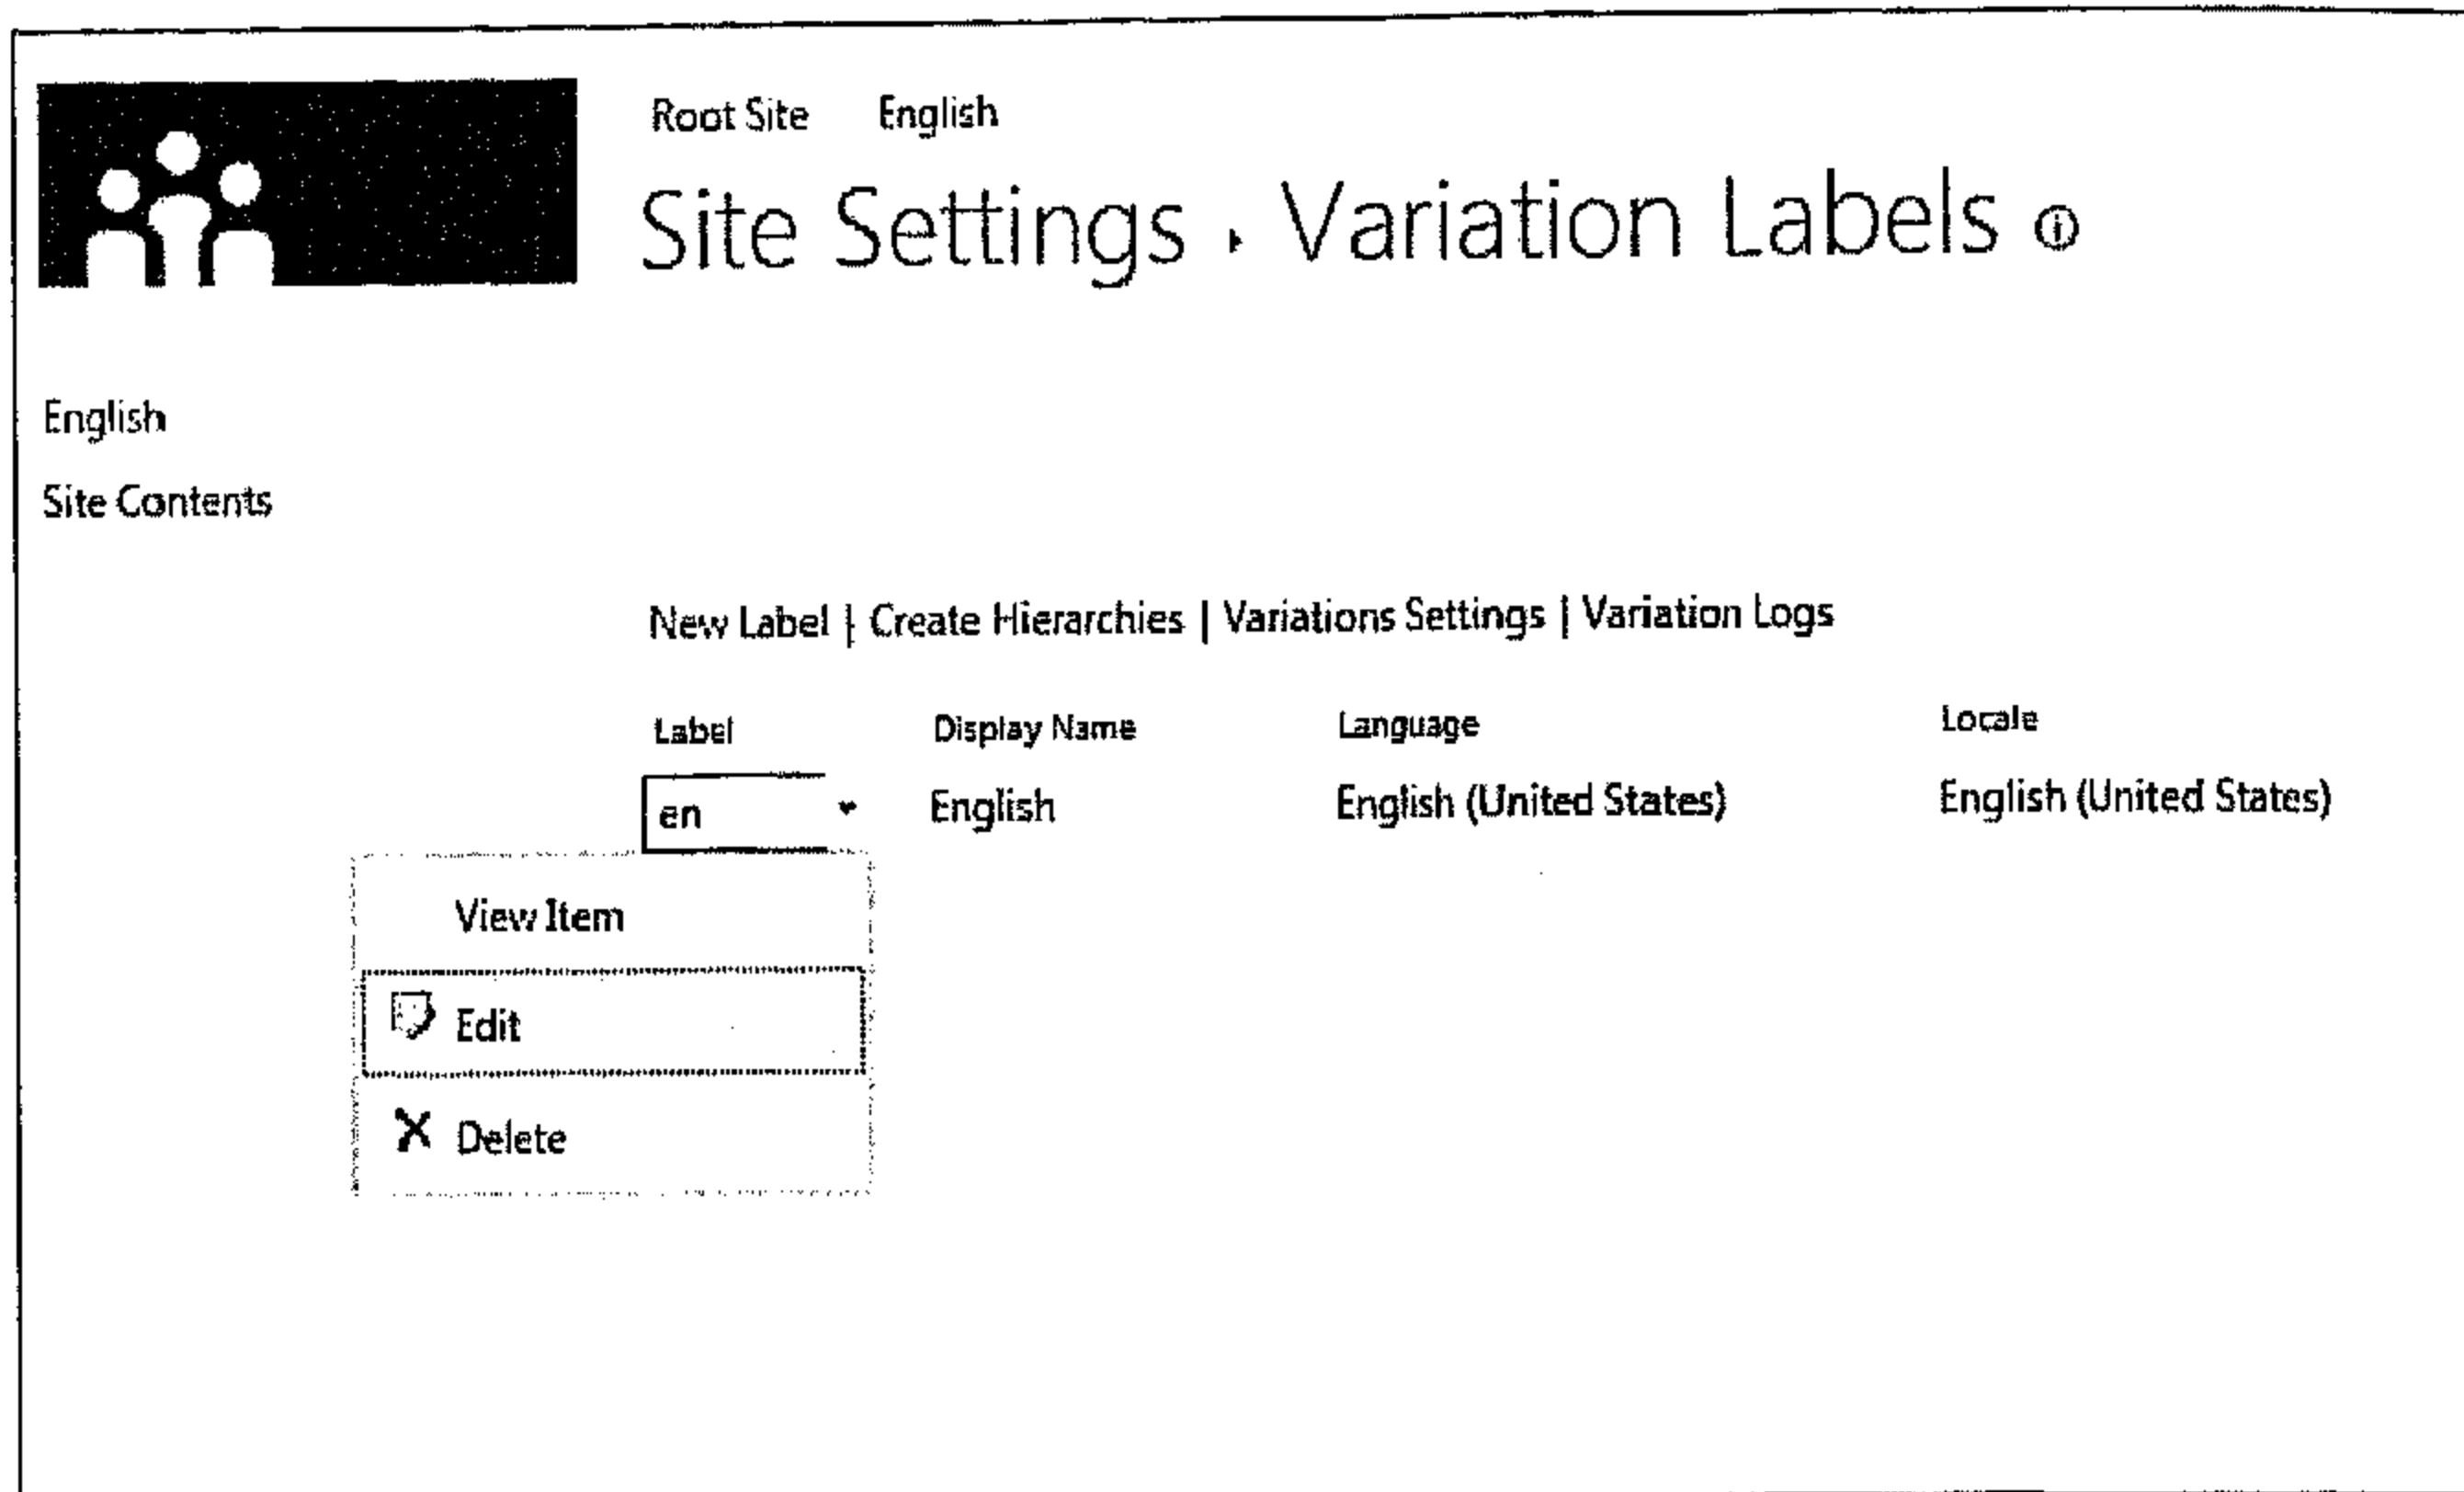 Root Site English
Site Settings › Variation Labels
English
Site Contents
New Label | Create Hierarchies | Variations Settings | Variation Logs
Label Display Name Language Locale
en English English (United States) English (United States)
View Item
Edit
Delete